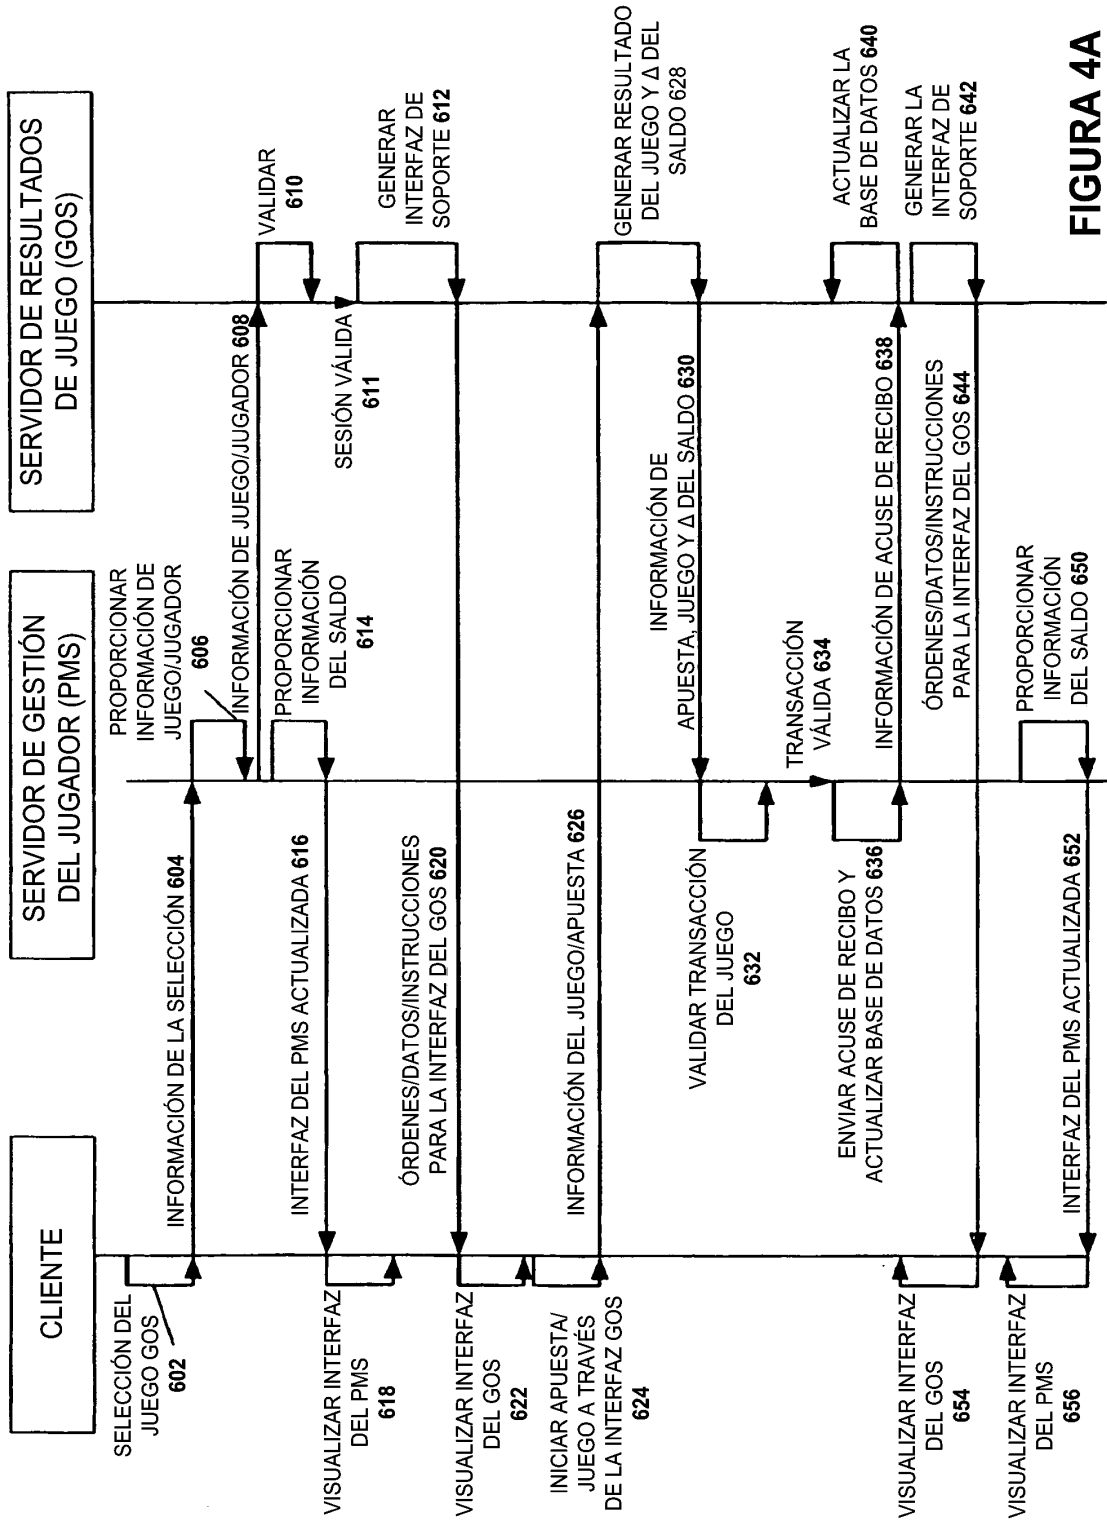 CLIENTE
SERVIDOR DE GESTIÓN
DEL JUGADOR (PMS)
SERVIDOR DE RESULTADOS
DE JUEGO (GOS)
SELECCIÓN DEL
JUEGO GOS
602
INFORMACIÓN DE LA SELECCIÓN 604
PROPORCIONAR
INFORMACIÓN DE
JUEGO/JUGADOR
606
INFORMACIÓN DE JUEGO/JUGADOR 608
VALIDAR
610
SESIÓN VÁLIDA
611
GENERAR
INTERFAZ DE
SOPORTE 612
PROPORCIONAR
INFORMACIÓN
DEL SALDO
614
INTERFAZ DEL PMS ACTUALIZADA 616
VISUALIZAR INTERFAZ
DEL PMS
618
ÓRDENES/DATOS/INSTRUCCIONES
PARA LA INTERFAZ DEL GOS 620
VISUALIZAR INTERFAZ
DEL GOS
622
INICIAR APUESTA/
JUEGO A TRAVÉS
DE LA INTERFAZ GOS
624
INFORMACIÓN DEL JUEGO/APUESTA 626
GENERAR RESULTADO
DEL JUEGO Y Δ DEL
SALDO 628
INFORMACIÓN DE
APUESTA, JUEGO Y Δ DEL SALDO 630
VALIDAR TRANSACCIÓN
DEL JUEGO
632
TRANSACCIÓN
VÁLIDA 634
ENVIAR ACUSE DE RECIBO Y
ACTUALIZAR BASE DE DATOS 636
INFORMACIÓN DE ACUSE DE RECIBO 638
ACTUALIZAR LA
BASE DE DATOS 640
GENERAR LA
INTERFAZ DE
SOPORTE 642
ÓRDENES/DATOS/INSTRUCCIONES
PARA LA INTERFAZ DEL GOS 644
PROPORCIONAR
INFORMACIÓN
DEL SALDO 650
INTERFAZ DEL PMS ACTUALIZADA 652
VISUALIZAR INTERFAZ
DEL GOS
654
VISUALIZAR INTERFAZ
DEL PMS
656
FIGURA 4A